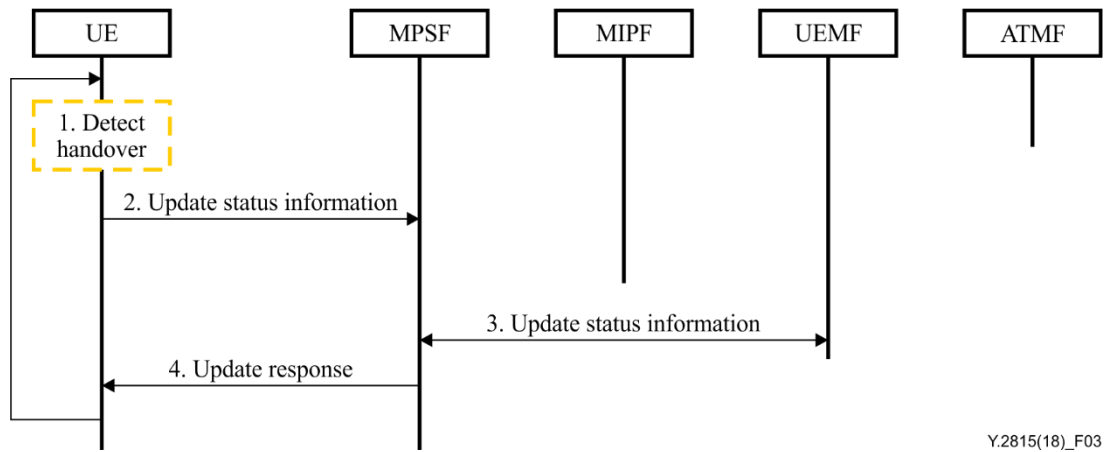 UE
MPSF
MIPF
UEMF
ATMF
1. Detect
handover
2. Update status information
3. Update status information
4. Update response
Y.2815(18)_F03